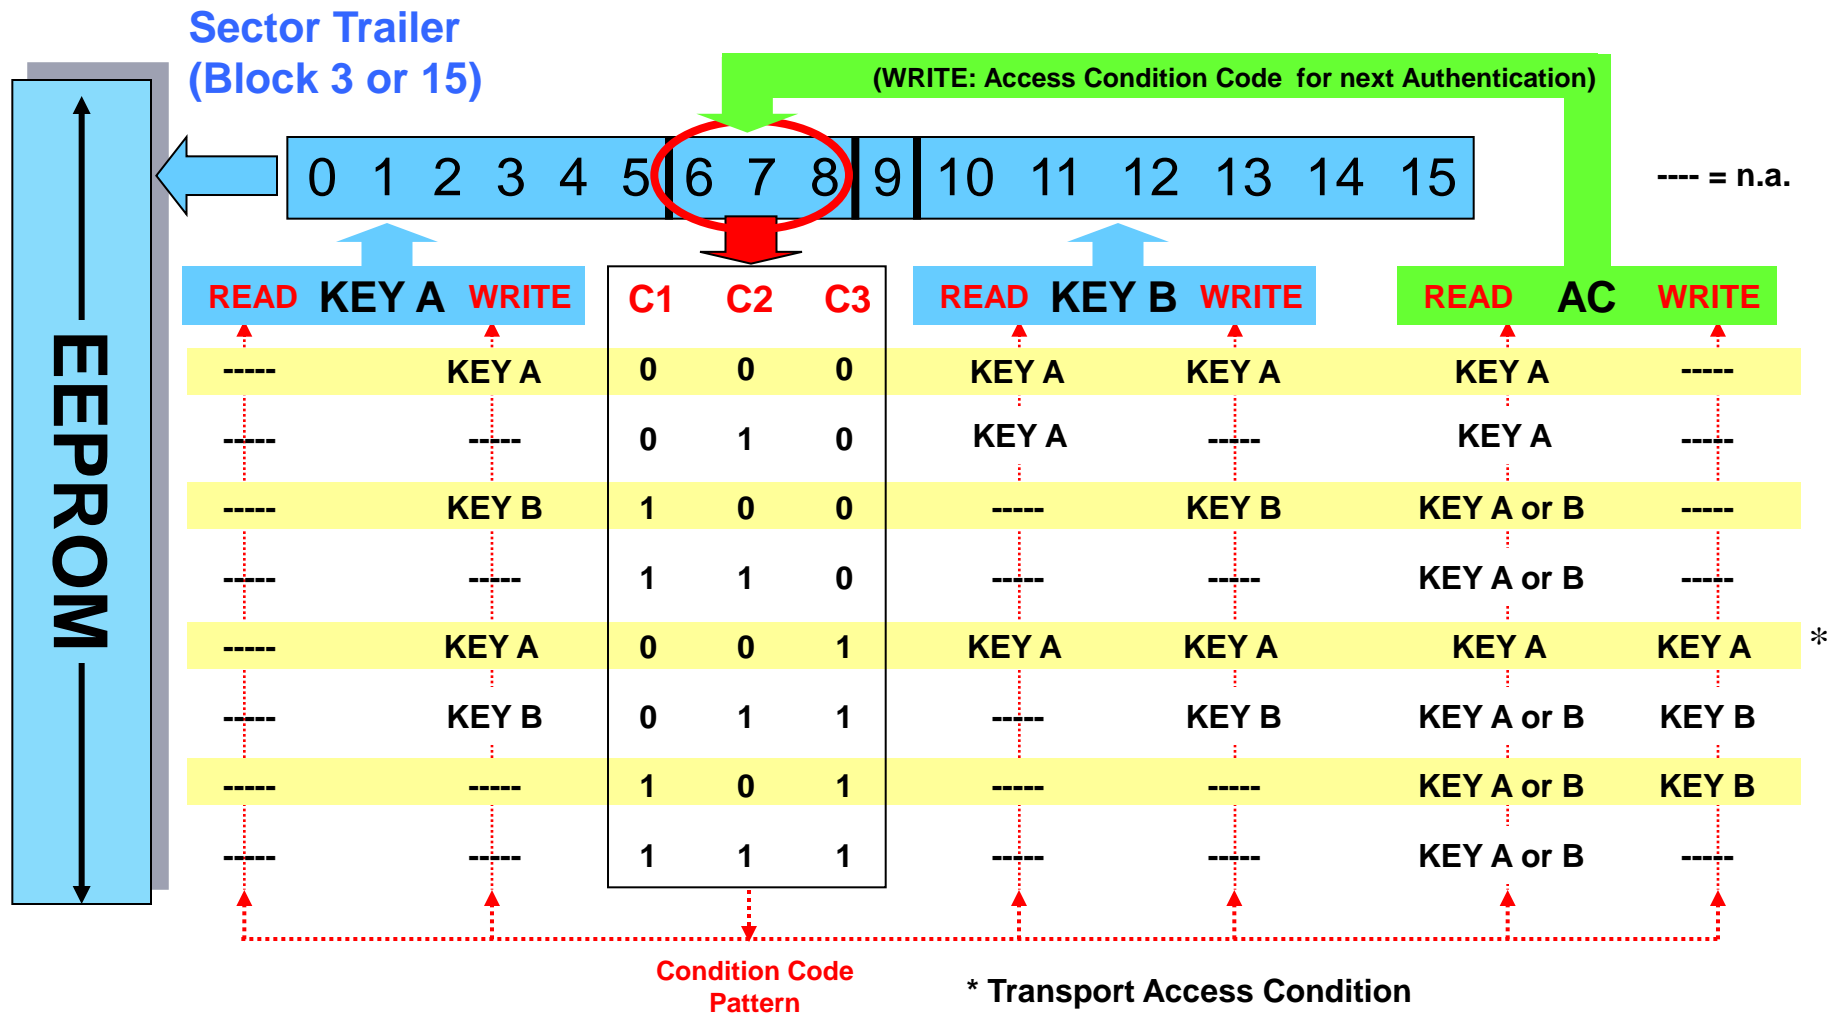 Sector Trailer
(Block 3 or 15)
(WRITE: Access Condition Code for next Authentication)
0 1 2 3 4 5 6 7 8 9 10 11 12 13 14 15
---- = n.a.
READ KEY A WRITE C1 C2 C3 READ KEY B WRITE READ AC WRITE
----- KEY A 0 0 0 KEY A KEY A KEY A -----
----- ----- 0 1 0 KEY A ----- KEY A -----
----- KEY B 1 0 0 ----- KEY B KEY A or B -----
----- ----- 1 1 0 ----- ----- KEY A or B -----
----- KEY A 0 0 1 KEY A KEY A KEY A KEY A *
----- KEY B 0 1 1 ----- KEY B KEY A or B KEY B
----- ----- 1 0 1 ----- ----- KEY A or B KEY B
----- ----- 1 1 1 ----- ----- KEY A or B -----
EEPROM
Condition Code
Pattern
* Transport Access Condition